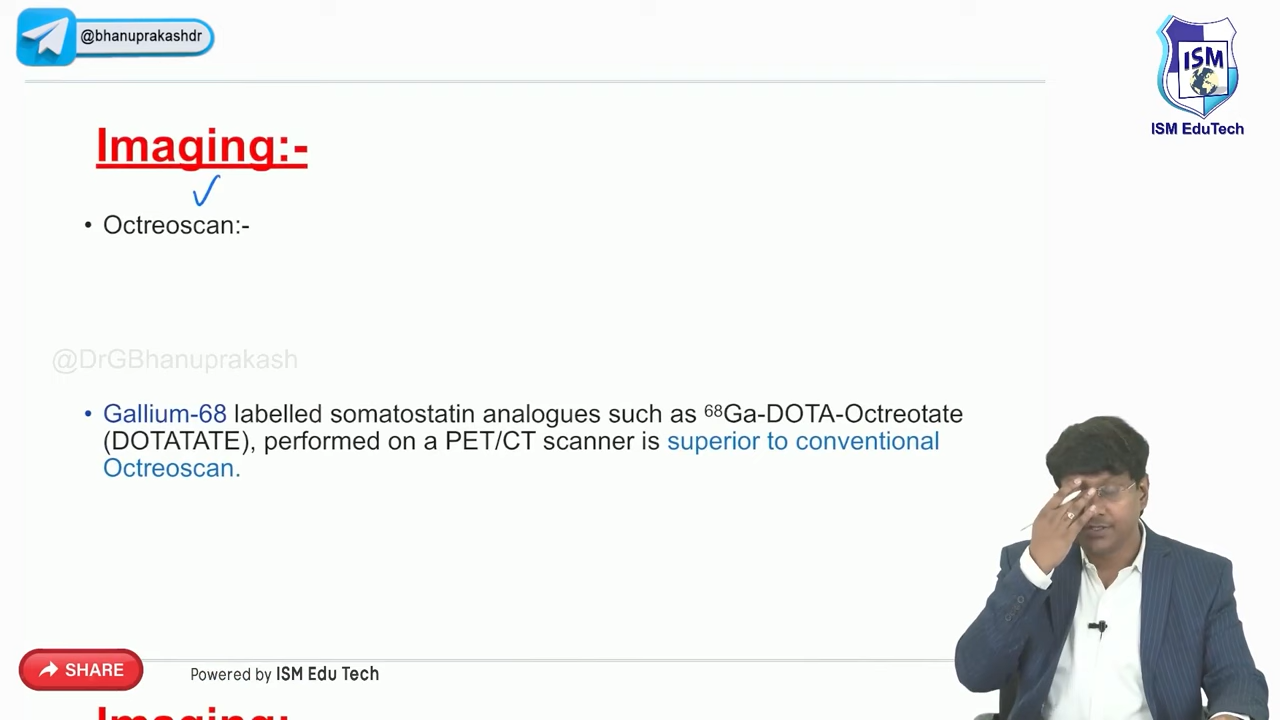 @bhanuprakashdr
ISM
ISM EduTech
Imaging:-
• Octreoscan:-
@DrGBhanuprakash
• Gallium-68 labelled somatostatin analogues such as ⁶⁸Ga-DOTA-Octreotate
(DOTATATE), performed on a PET/CT scanner is superior to conventional
Octreoscan.
SHARE
Powered by ISM Edu Tech
Imaging:-